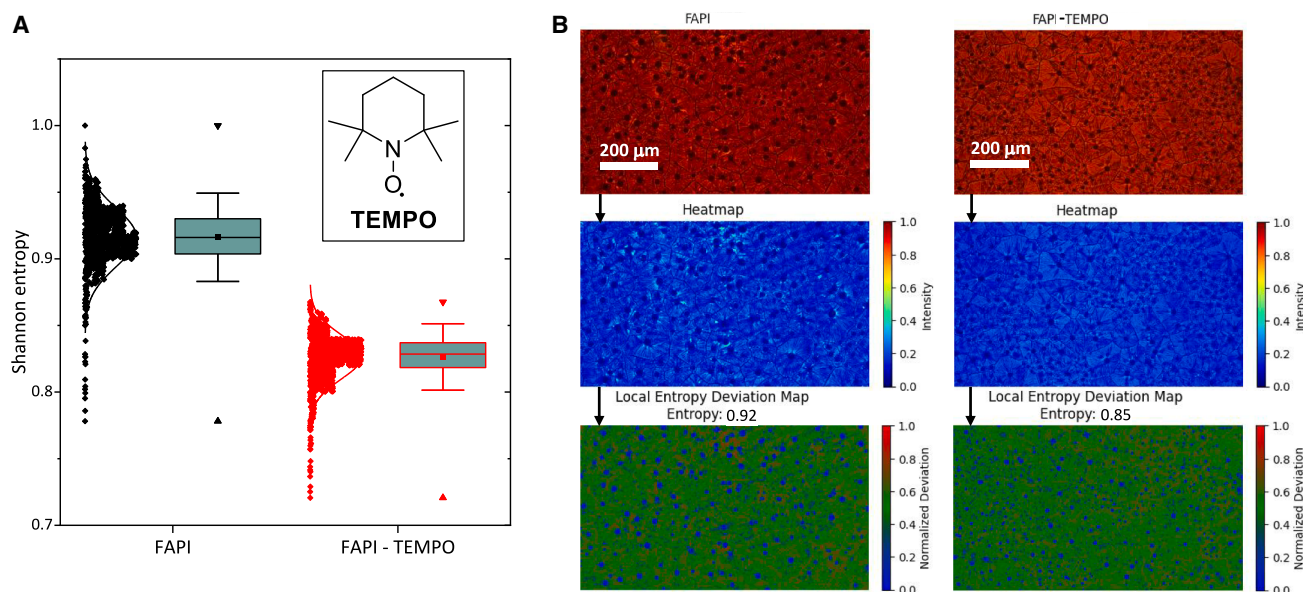 A
Shannon entropy
1.0
0.9
0.8
0.7
FAPI
FAPI - TEMPO
N
O
TEMPO
B
FAPI
200 µm
Heatmap
1.0
0.8
0.6
0.4
0.2
0.0
Intensity
Local Entropy Deviation Map
Entropy: 0.92
1.0
0.8
0.6
0.4
0.2
0.0
Normalized Deviation
FAPI-TEMPO
200 µm
Heatmap
1.0
0.8
0.6
0.4
0.2
0.0
Intensity
Local Entropy Deviation Map
Entropy: 0.85
1.0
0.8
0.6
0.4
0.2
0.0
Normalized Deviation